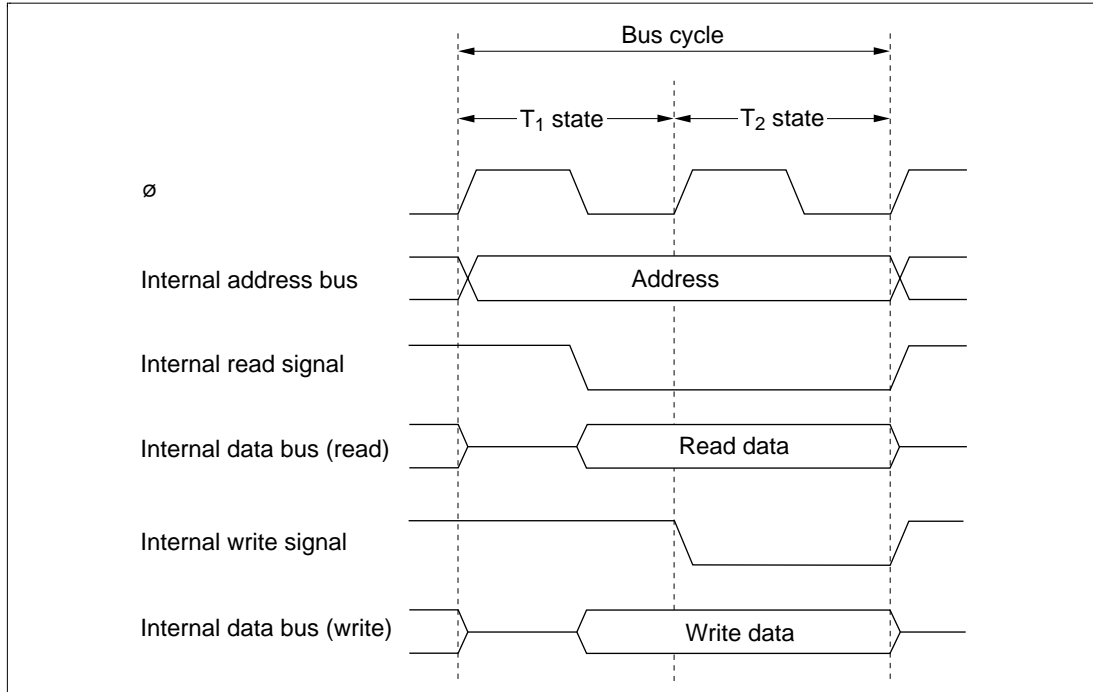 Bus cycle
T₁ state T₂ state
ø
Internal address bus Address
Internal read signal
Internal data bus (read) Read data
Internal write signal
Internal data bus (write) Write data